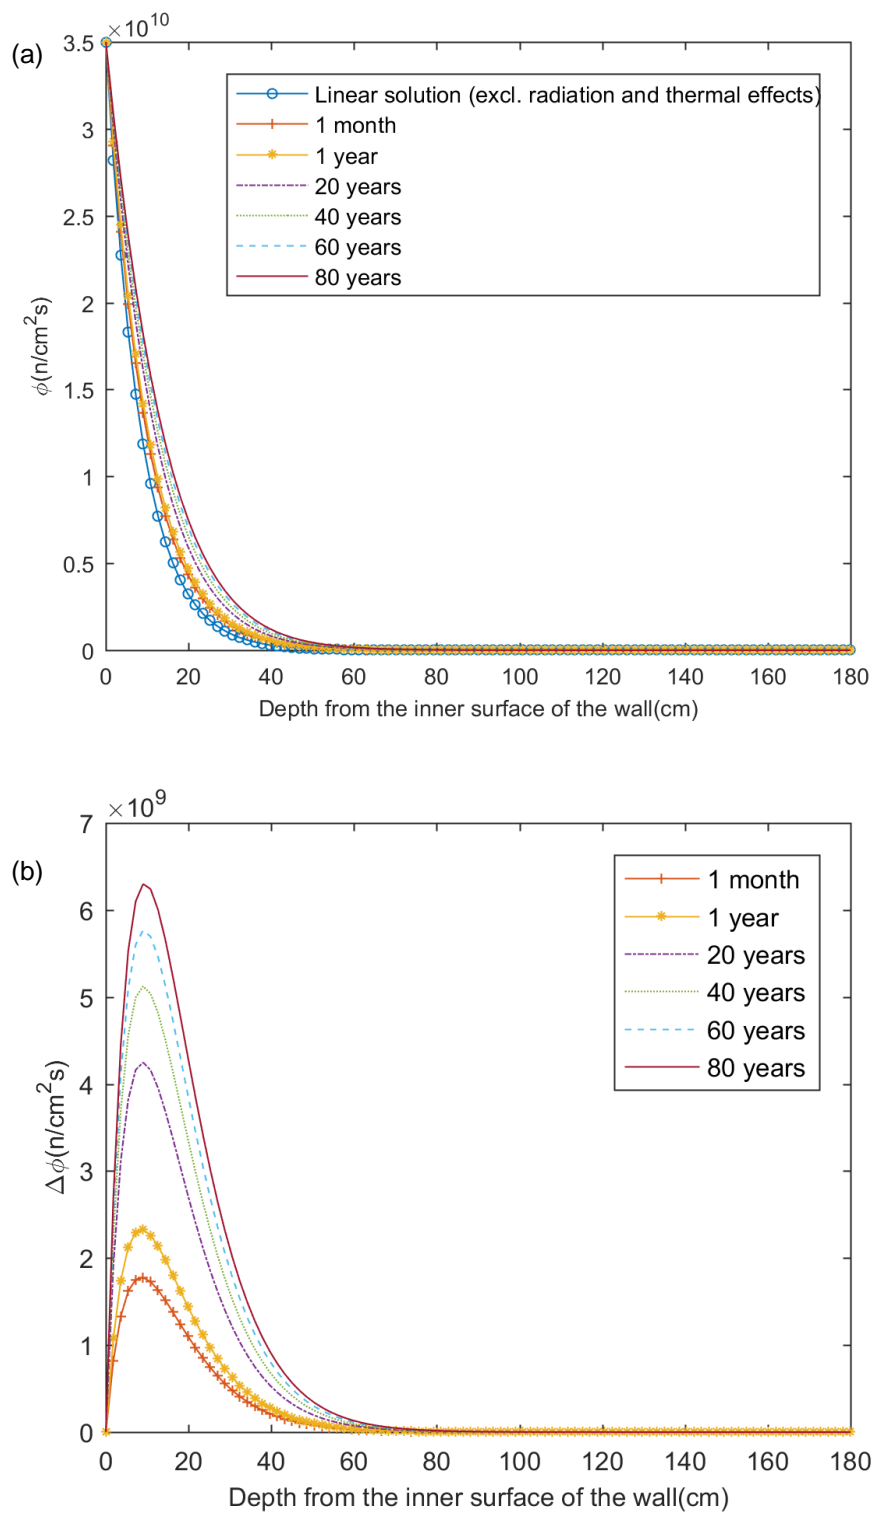 (a)
×10^10
3.5
3
2.5
2
1.5
1
0.5
0
ϕ(n/cm^2s)
Linear solution (excl. radiation and thermal effects)
1 month
1 year
20 years
40 years
60 years
80 years
0 20 40 60 80 100 120 140 160 180
Depth from the inner surface of the wall(cm)
(b)
×10^9
7
6
5
4
3
2
1
0
Δϕ(n/cm^2s)
1 month
1 year
20 years
40 years
60 years
80 years
0 20 40 60 80 100 120 140 160 180
Depth from the inner surface of the wall(cm)